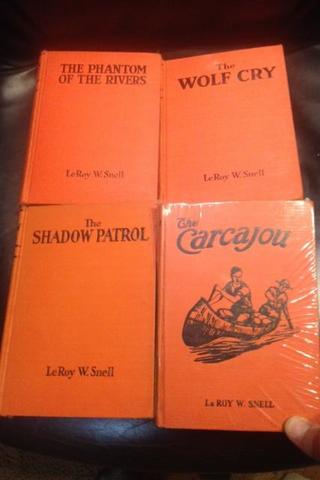 THE PHANTOM
OF THE RIVERS
LeRoy W. Snell
The
WOLF CRY
LeRoy W. Snell
The
SHADOW PATROL
LeRoy W. Snell
The
Carcajou
LeROY W. SNELL